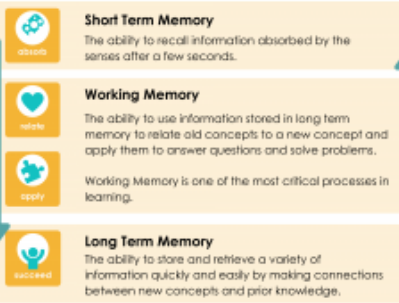 Short Term Memory
The ability to recall information absorbed by the
senses after a few seconds.
absorb
Working Memory
The ability to use information stored in long term
memory to relate old concepts to a new concept and
apply them to answer questions and solve problems.
relate
Working Memory is one of the most critical processes in
learning.
apply
Long Term Memory
The ability to store and retrieve a variety of
information quickly and easily by making connections
between new concepts and prior knowledge.
succeed